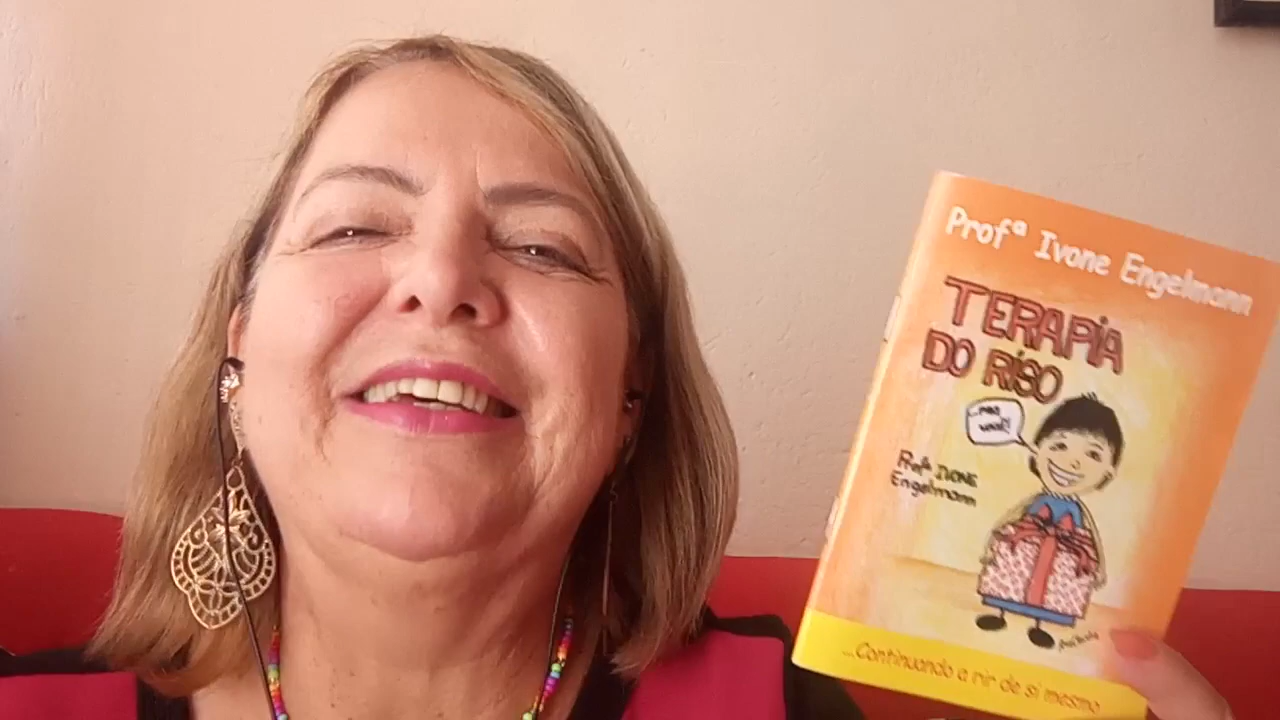 Profª Ivone Engelmann
TERAPiA
DO RiSO
Profª IVONE
Engelmann
...Continuando a rir de si mesmo